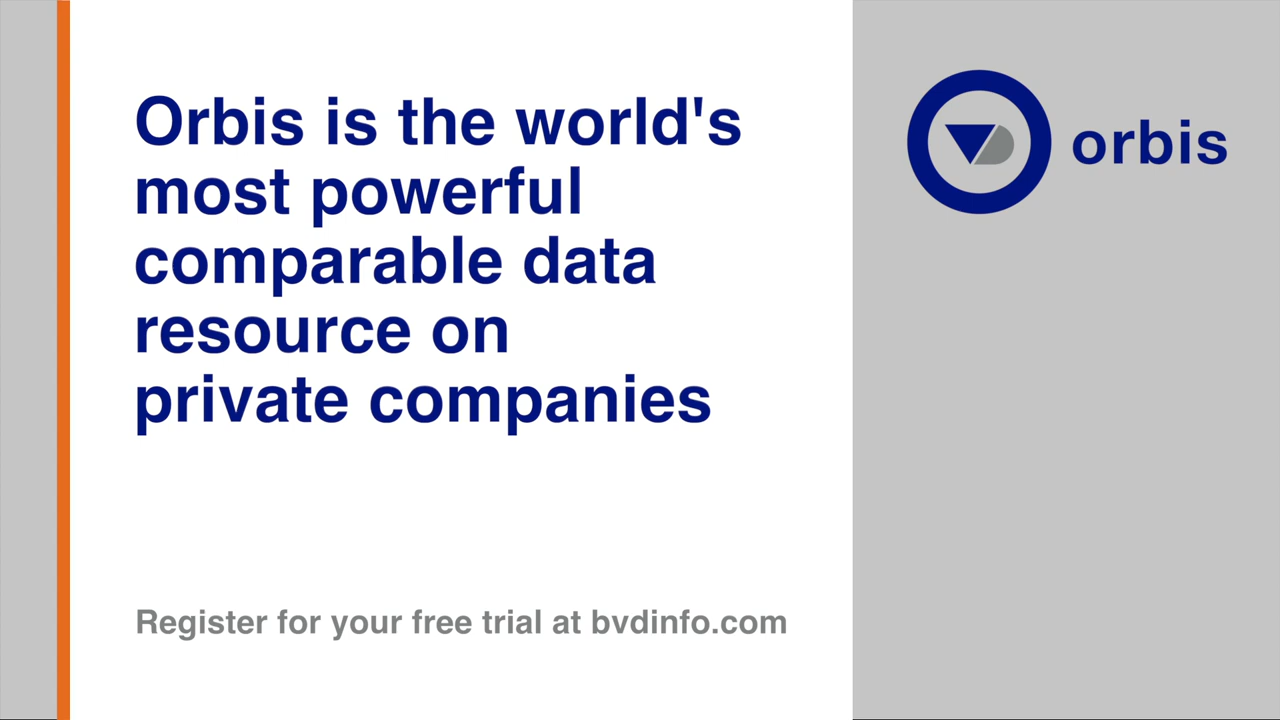 Orbis is the world's
most powerful
comparable data
resource on
private companies
Register for your free trial at bvdinfo.com
orbis